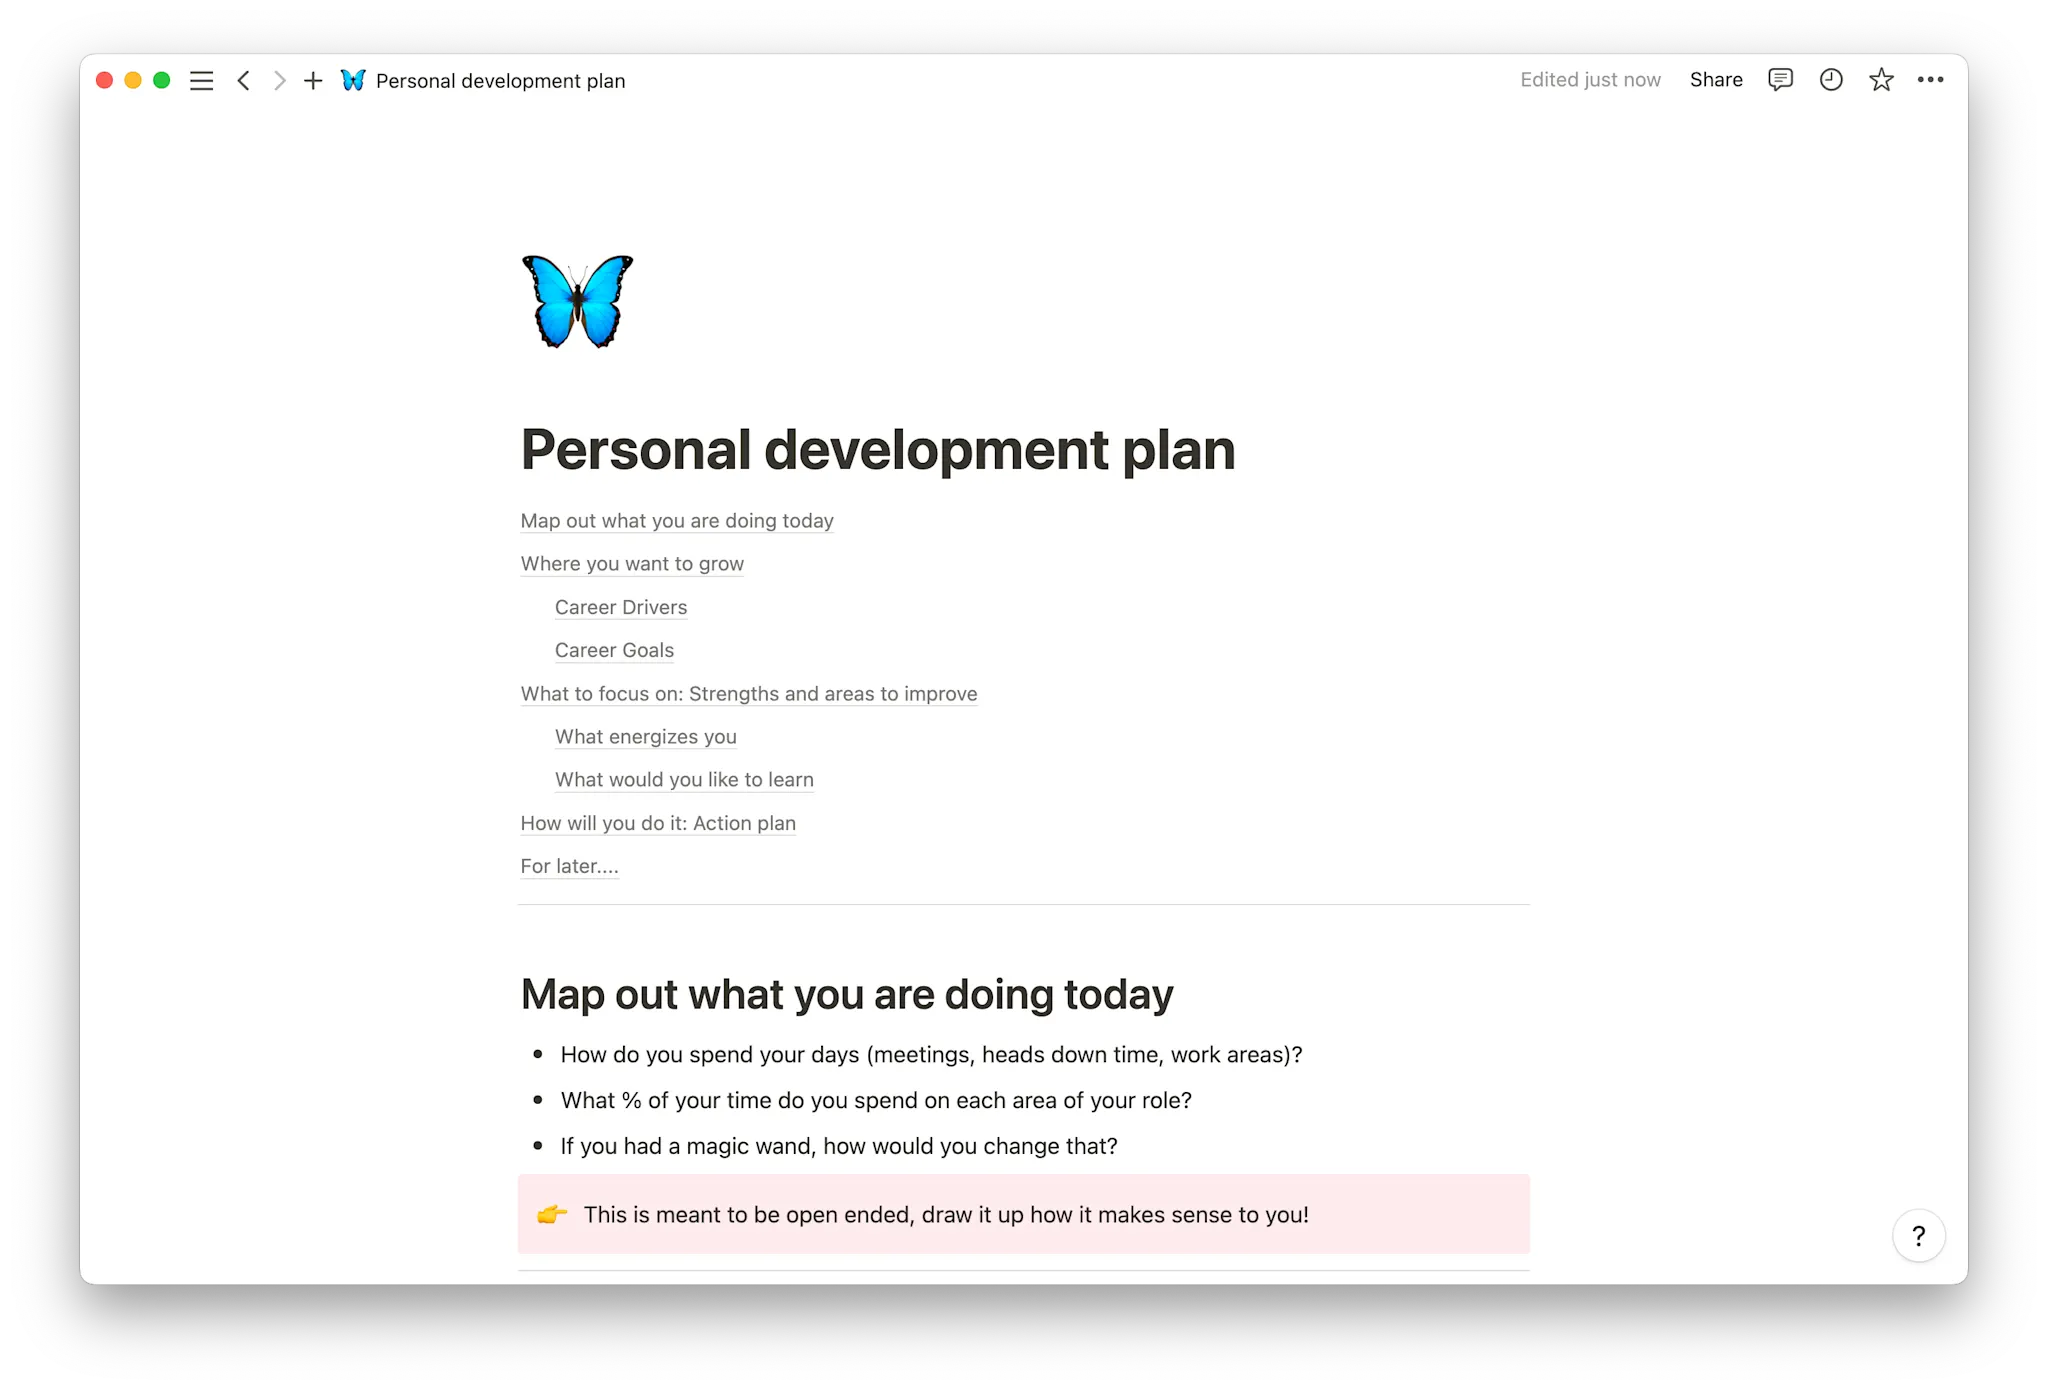 Personal development plan
Edited just now
Share
Personal development plan
Map out what you are doing today
Where you want to grow
Career Drivers
Career Goals
What to focus on: Strengths and areas to improve
What energizes you
What would you like to learn
How will you do it: Action plan
For later....
Map out what you are doing today
• How do you spend your days (meetings, heads down time, work areas)?
• What % of your time do you spend on each area of your role?
• If you had a magic wand, how would you change that?
👉 This is meant to be open ended, draw it up how it makes sense to you!
?